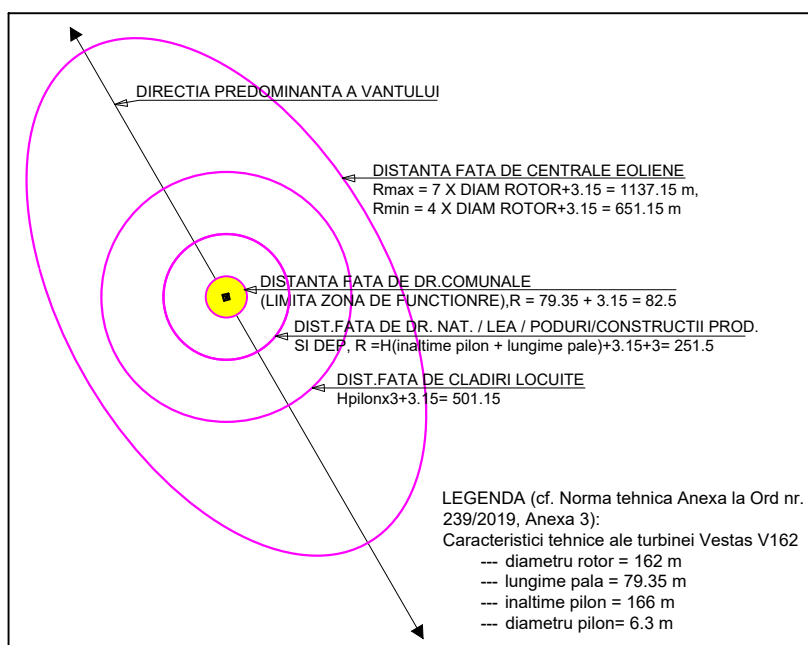 DIRECTIA PREDOMINANTA A VANTULUI
DISTANTA FATA DE CENTRALE EOLIENE
Rmax = 7 X DIAM ROTOR+3.15 = 1137.15 m,
Rmin = 4 X DIAM ROTOR+3.15 = 651.15 m
DISTANTA FATA DE DR.COMUNALE
(LIMITA ZONA DE FUNCTIONRE),R = 79.35 + 3.15 = 82.5
DIST.FATA DE DR. NAT. / LEA / PODURI/CONSTRUCTII PROD.
SI DEP, R =H(inaltime pilon + lungime pale)+3.15+3= 251.5
DIST.FATA DE CLADIRI LOCUITE
Hpilonx3+3.15= 501.15
LEGENDA (cf. Norma tehnica Anexa la Ord nr.
239/2019, Anexa 3):
Caracteristici tehnice ale turbinei Vestas V162
--- diametru rotor = 162 m
--- lungime pala = 79.35 m
--- inaltime pilon = 166 m
--- diametru pilon= 6.3 m